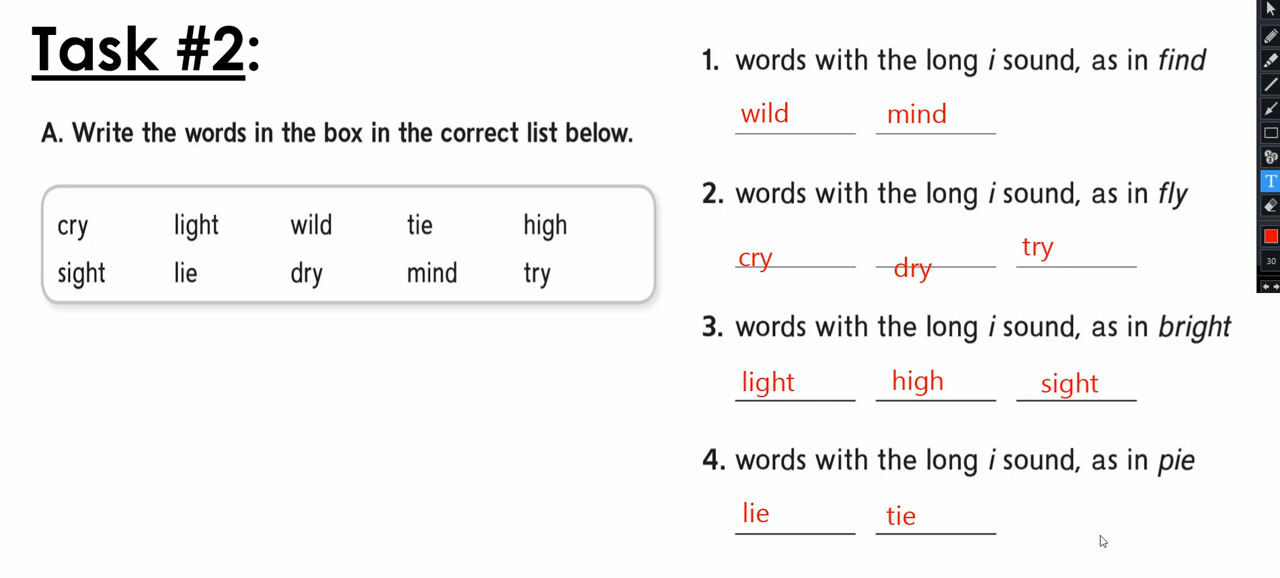 Task #2:
A. Write the words in the box in the correct list below.
cry light wild tie high
sight lie dry mind try
1. words with the long i sound, as in find
wild mind
2. words with the long i sound, as in fly
cry dry try
3. words with the long i sound, as in bright
light high sight
4. words with the long i sound, as in pie
lie tie
T
30